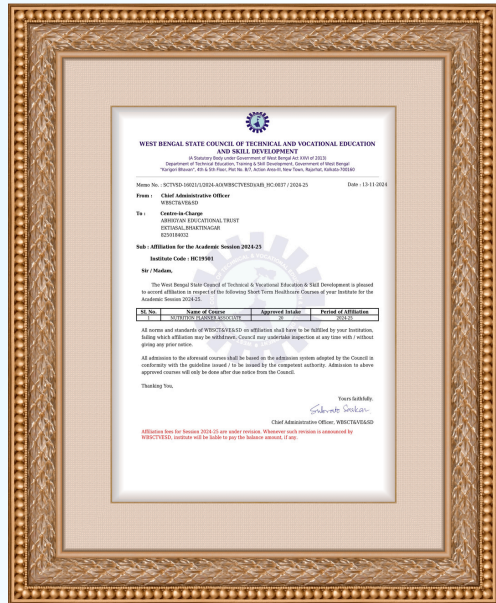 WEST BENGAL STATE COUNCIL OF TECHNICAL AND VOCATIONAL EDUCATION
AND SKILL DEVELOPMENT
(A Statutory Body under Government of West Bengal Act XXVI of 2013)
Department of Technical Education, Training & Skill Development, Government of West Bengal
"Karigori Bhavan", 4th & 5th Floor, Plot No. B/7, Action Area-III, New Town, Rajarhat, Kolkata-700160
Memo No. : SCTVSD-16021/1/2024-AO(WBSCTVESD)/Affi_HC:0037 / 2024-25 Date : 13-11-2024
From : Chief Administrative Officer
WBSCT&VE&SD
To : Centre-in-Charge
ABHIGYAN EDUCATIONAL TRUST
EKTIASAL,BHAKTINAGAR
8250184032
Sub : Affiliation for the Academic Session 2024-25
Institute Code : HC19501
Sir / Madam,
The West Bengal State Council of Technical & Vocational Education & Skill Development is pleased
to accord affiliation in respect of the following Short Term Healthcare Courses of your Institute for the
Academic Session 2024-25.
Sl. No. Name of Course Approved Intake Period of Affiliation
1 NUTRITION PLANNER ASSOCIATE 20 2024-25
All norms and standards of WBSCT&VE&SD on affiliation shall have to be fulfilled by your Institution,
failing which affiliation may be withdrawn. Council may undertake inspection at any time with / without
giving any prior notice.
All admission to the aforesaid courses shall be based on the admission system adopted by the Council in
conformity with the guideline issued / to be issued by the competent authority. Admission to above
approved courses will only be done after due notice from the Council.
Thanking You,
Yours faithfully,
Subrato Sarkar
Chief Administrative Officer, WBSCT&VE&SD
Affiliation fees for Session 2024-25 are under revision. Whenever such revision is announced by
WBSCTVESD, institute will be liable to pay the balance amount, if any.